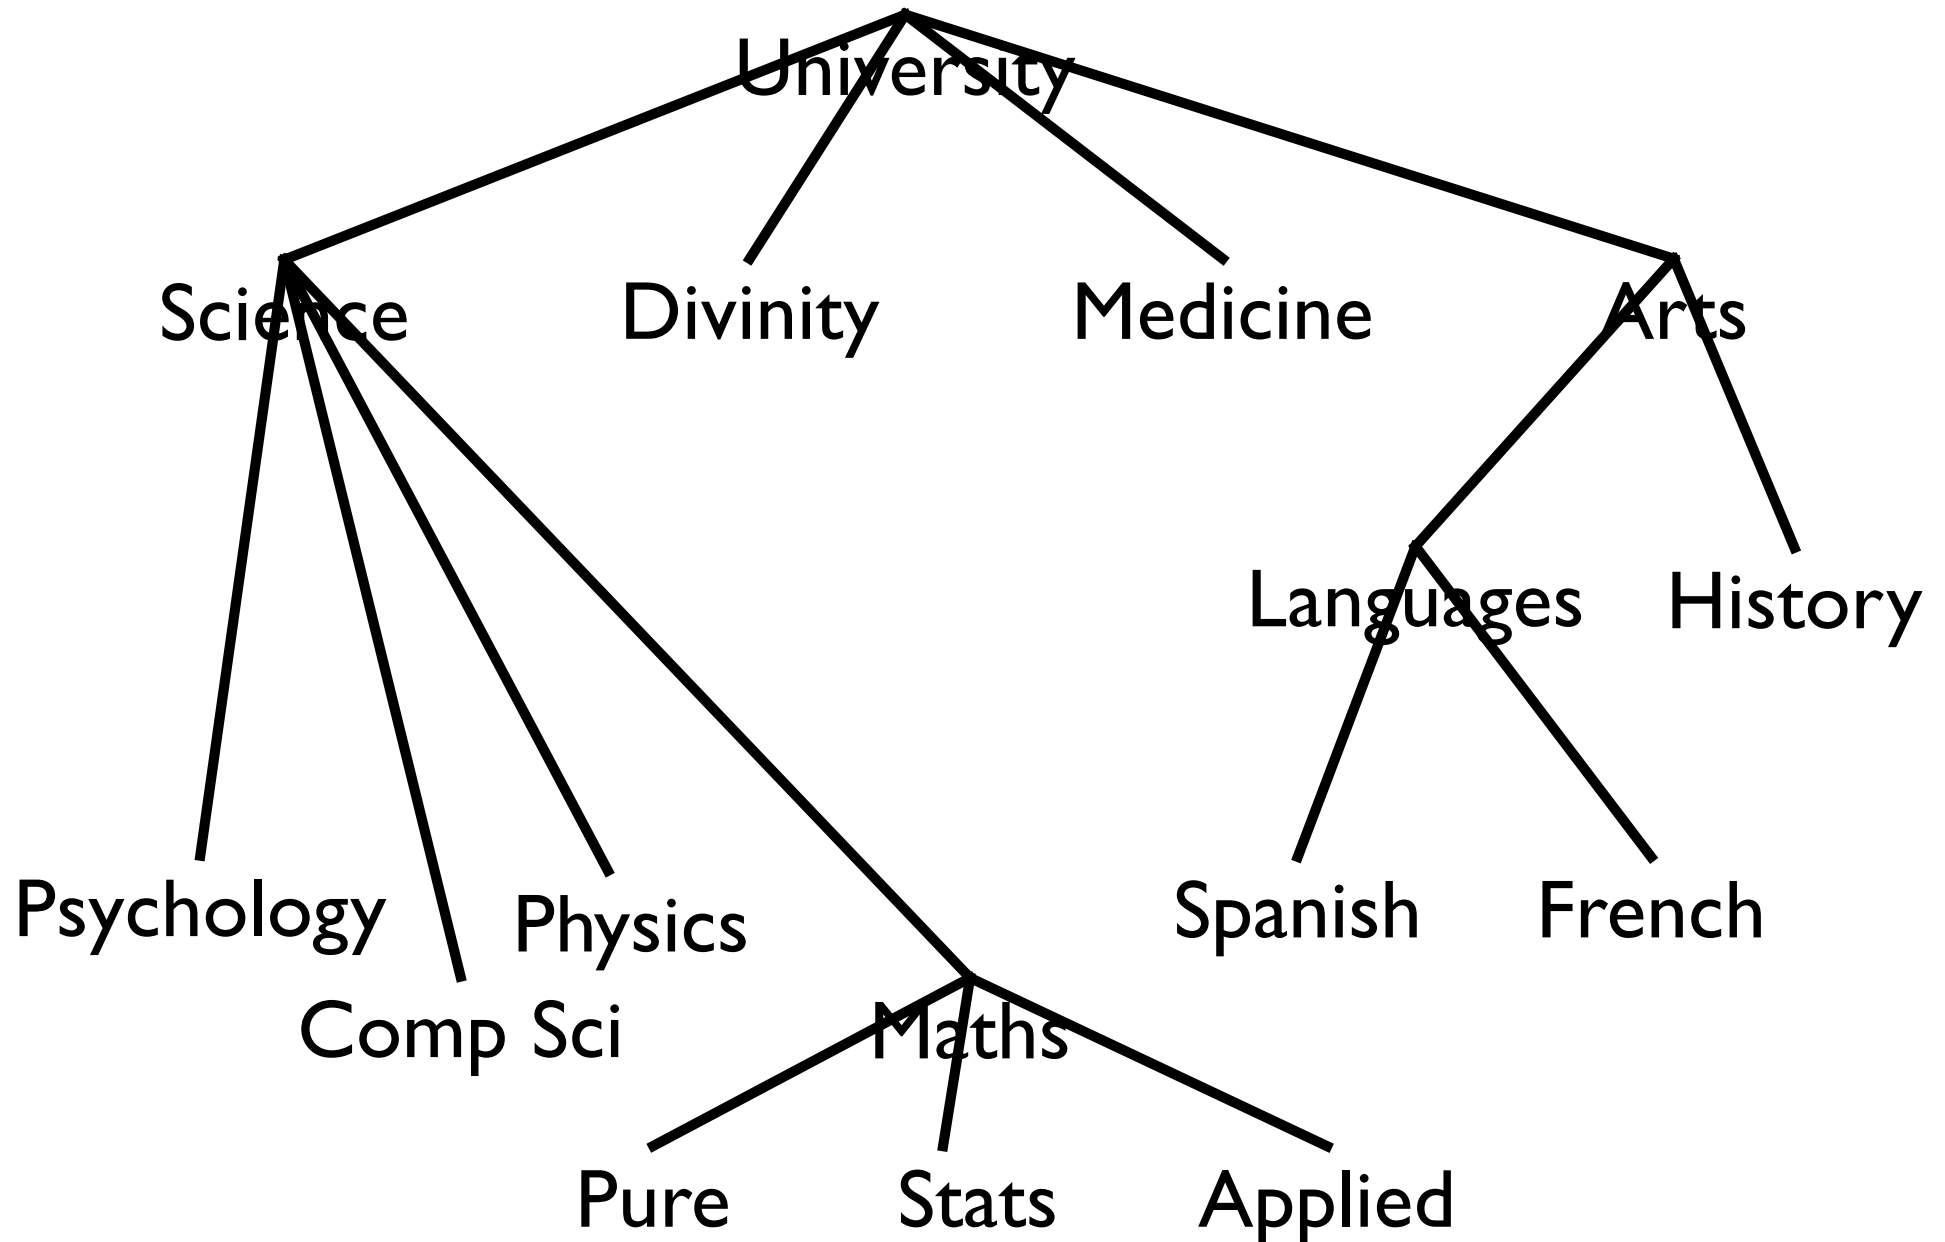 University
Science
Divinity
Medicine
Arts
Languages
History
Psychology
Physics
Spanish
French
Comp Sci
Maths
Pure
Stats
Applied